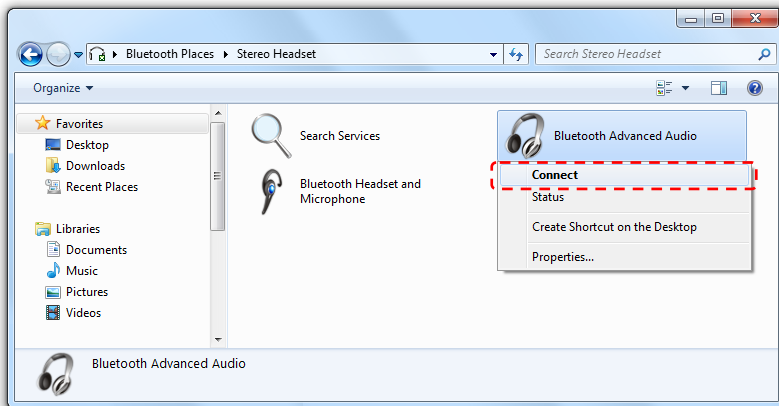 Bluetooth Places
Stereo Headset
Search Stereo Headset
Organize
Favorites
Desktop
Downloads
Recent Places
Libraries
Documents
Music
Pictures
Videos
Search Services
Bluetooth Headset and
Microphone
Bluetooth Advanced Audio
Connect
Status
Create Shortcut on the Desktop
Properties...
Bluetooth Advanced Audio